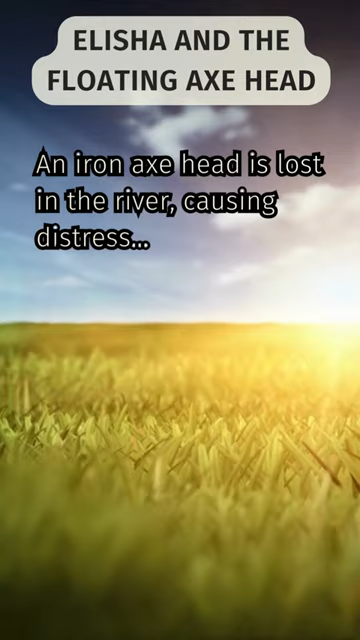 ELISHA AND THE
FLOATING AXE HEAD
An iron axe head is lost
in the river, causing
distress...